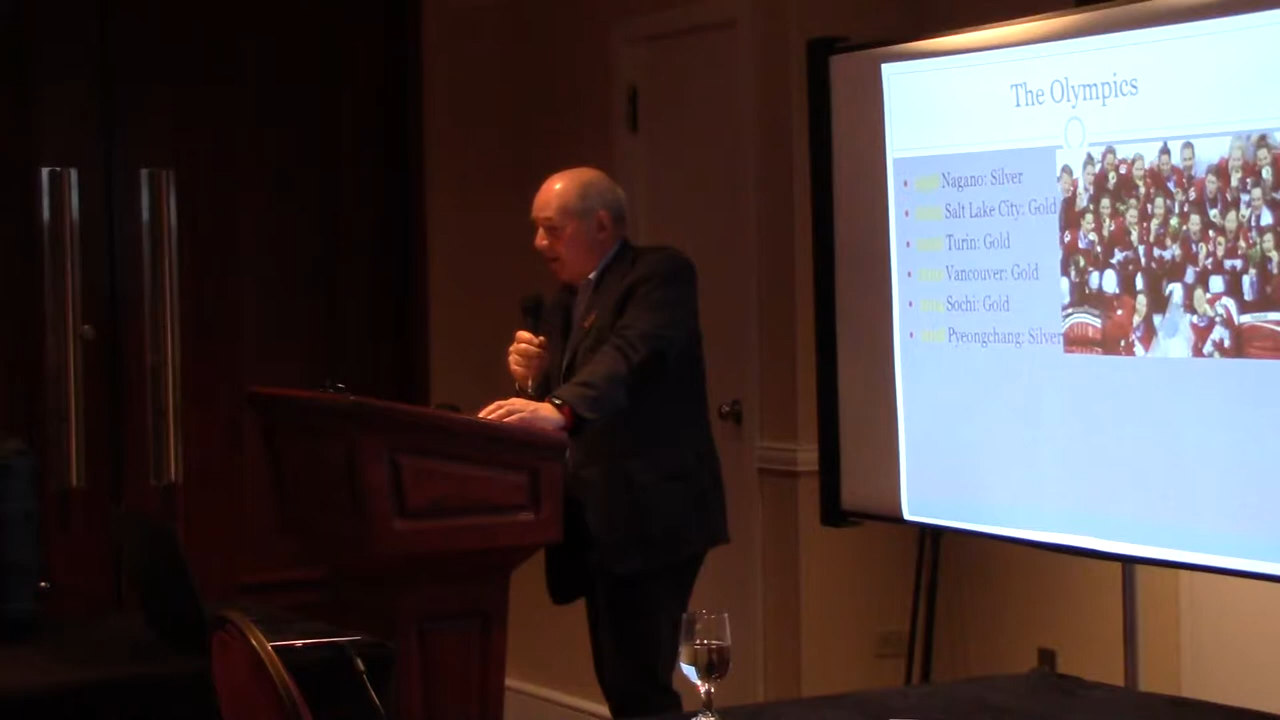 The Olympics
Nagano: Silver
Salt Lake City: Gold
Turin: Gold
Vancouver: Gold
Sochi: Gold
Pyeongchang: Silver